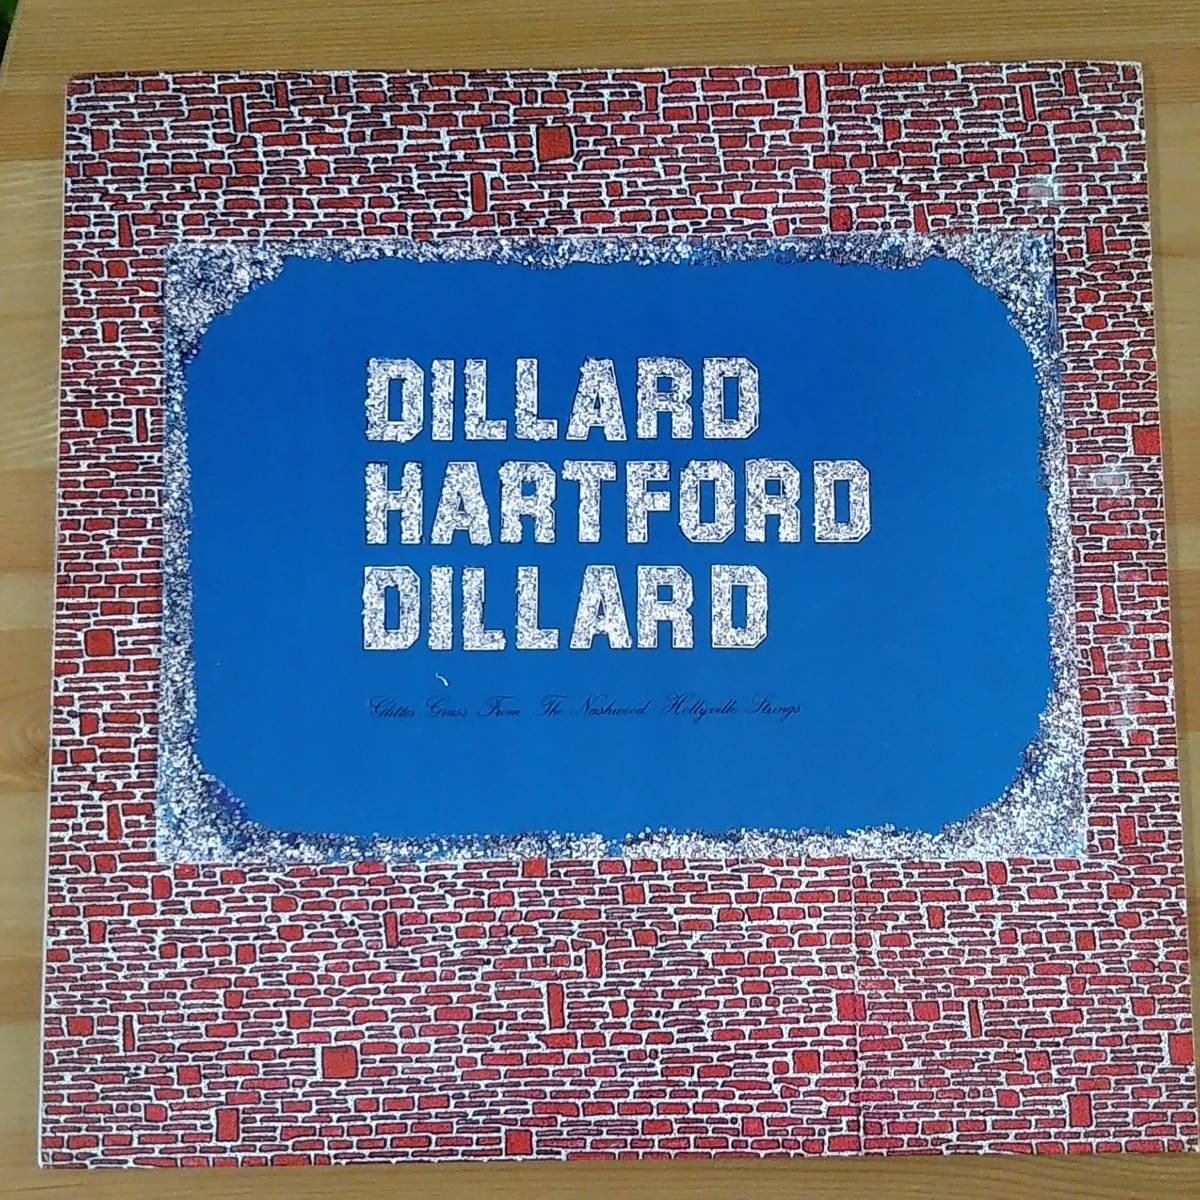 DILLARD
HARTFORD
DILLARD
Glitter Grass From The Nashwood Hollyville Strings